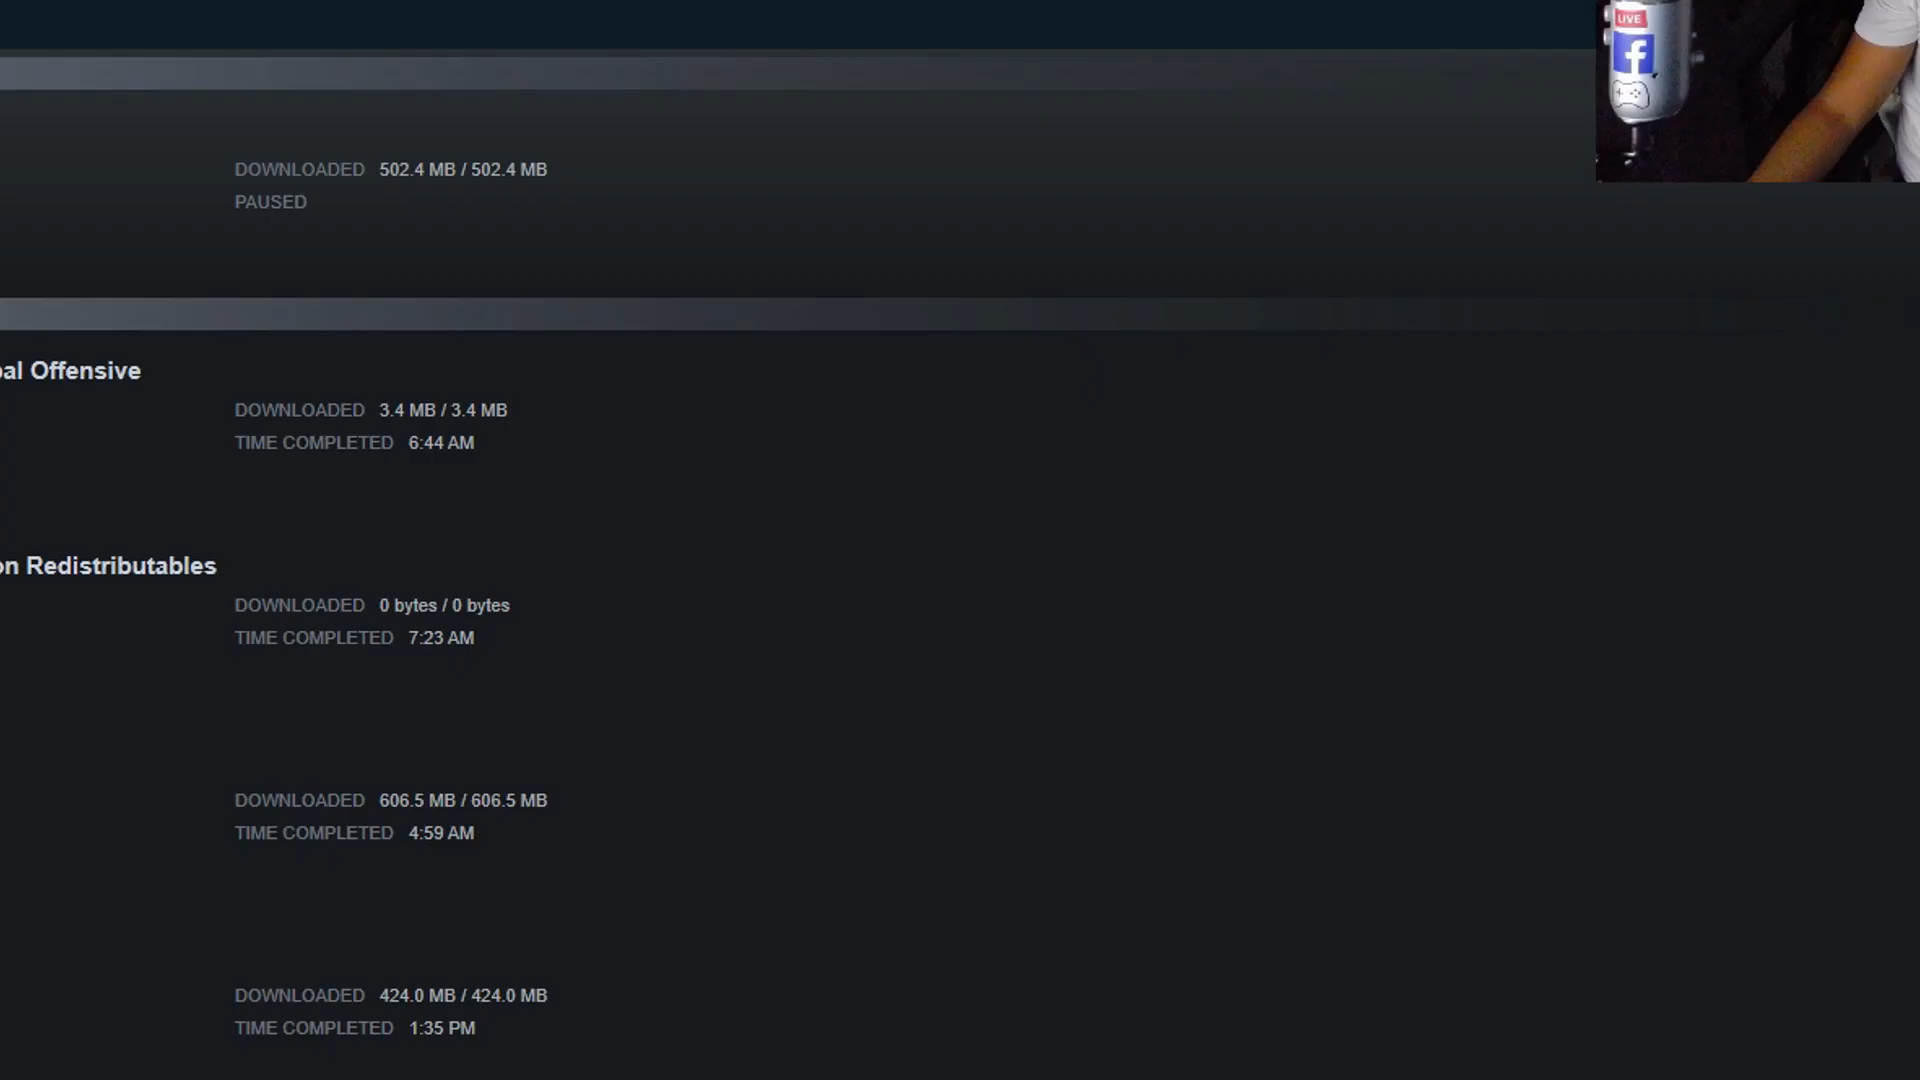 LIVE
f
DOWNLOADED 502.4 MB / 502.4 MB
PAUSED
Offensive
DOWNLOADED 3.4 MB / 3.4 MB
TIME COMPLETED 6:44 AM
Redistributables
DOWNLOADED 0 bytes / 0 bytes
TIME COMPLETED 7:23 AM
DOWNLOADED 606.5 MB / 606.5 MB
TIME COMPLETED 4:59 AM
DOWNLOADED 424.0 MB / 424.0 MB
TIME COMPLETED 1:35 PM